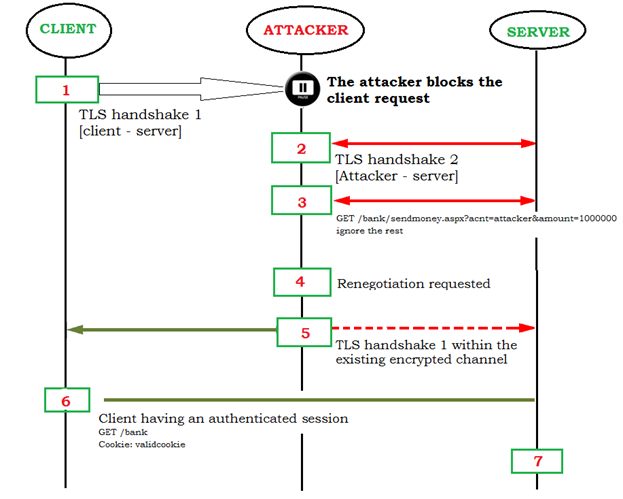 CLIENT
ATTACKER
SERVER
1
PAUSE
The attacker blocks the
client request
TLS handshake 1
[client - server]
2
TLS handshake 2
[Attacker - server]
3
GET /bank/sendmoney.aspx?acnt=attacker&amount=1000000
ignore the rest
4
Renegotiation requested
5
TLS handshake 1 within the
existing encrypted channel
6
Client having an authenticated session
GET /bank
Cookie: validcookie
7